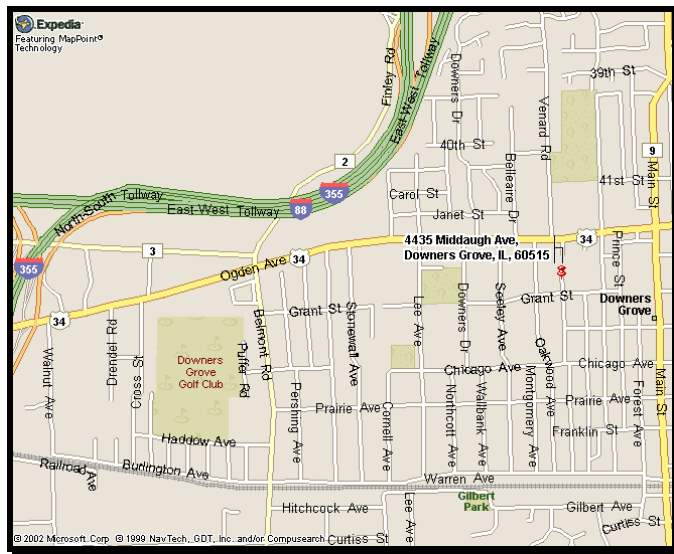 Expedia
Featuring MapPoint®
Technology
Finley Rd
East West Tollway
Downers Dr
Venard Rd
39th St
9
Main St
40th St
2
Belleaire Dr
41st St
Carol St
355
88
North-South Tollway
East West Tollway
Janet St
4435 Middaugh Ave,
Downers Grove, IL, 60515
34
Prince St
3
34
Ogden Ave
355
Grant St
Downers
Grove
34
Grant St
Lee Ave
Downers Dr
Seeley Ave
Stonewall Ave
Belmont Rd
Drendel Rd
Walnut Ave
Cross St
Downers
Grove
Golf Club
Puffer Rd
Oakwood Ave
Chicago Ave
Chicago Ave
Main St
Pershing Ave
Prairie Ave
Cornell Ave
Northcott Ave
Wallbank Ave
Montgomery Ave
Prairie Ave
Forest Ave
Franklin St
Haddow Ave
Railroad Ave
Burlington Ave
Warren Ave
Gilbert
Park
Hitchcock Ave
Lee Ave
Gilbert Ave
Curtiss St
Curtiss St
© 2002 Microsoft Corp © 1999 NavTech, GDT, Inc. and/or Compusearch